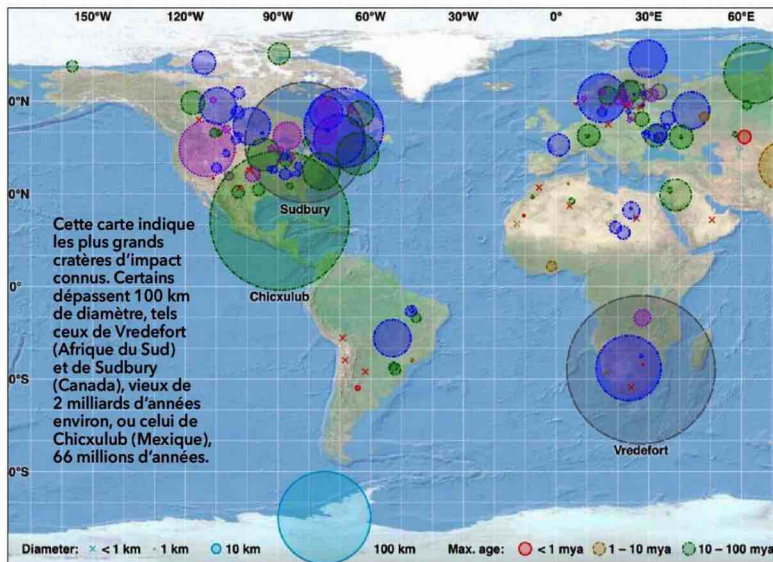 150°W 120°W 90°W 60°W 30°W 0° 30°E 60°E
0°N
Sudbury
0°N
Cette carte indique
les plus grands
cratères d'impact
connus. Certains
dépassent 100 km
de diamètre, tels
ceux de Vredefort
(Afrique du Sud)
et de Sudbury
(Canada), vieux de
2 milliards d'années
environ, ou celui de
Chicxulub (Mexique),
66 millions d'années.
Chicxulub
0°
0°S
Vredefort
0°S
Diameter: < 1 km 1 km 10 km 100 km Max. age: < 1 mya 1 – 10 mya 10 – 100 mya